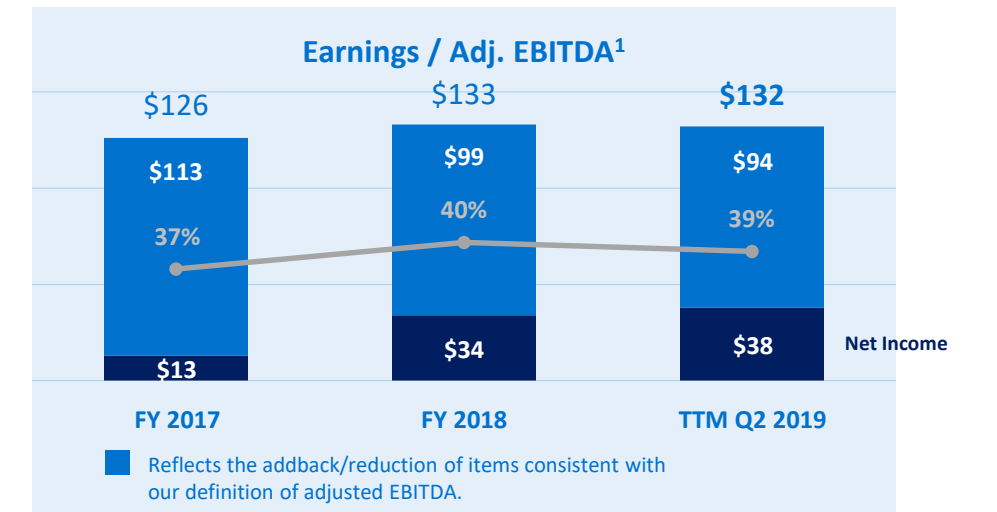 Earnings / Adj. EBITDA¹
$126
$133
$132
$113
$99
$94
37%
40%
39%
$13
$34
$38
Net Income
FY 2017
FY 2018
TTM Q2 2019
Reflects the addback/reduction of items consistent with
our definition of adjusted EBITDA.